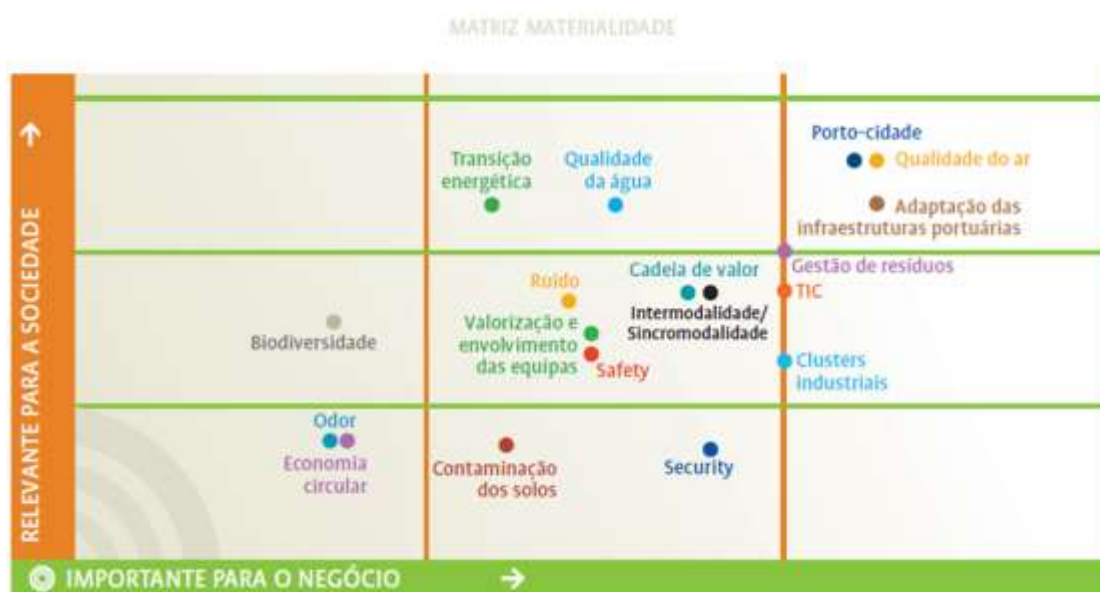 MATRIZ MATERIALIDADE
RELEVANTE PARA A SOCIEDADE
Porto-cidade
Qualidade do ar
Transição
energética
Qualidade
da água
Adaptação das
infraestruturas portuárias
Gestão de resíduos
TIC
Cadeia de valor
Intermodalidade/
Sincromodalidade
Ruído
Valorização e
envolvimento
das equipas
Safety
Biodiversidade
Clusters
industriais
Odor
Economia
circular
Contaminação
dos solos
Security
IMPORTANTE PARA O NEGÓCIO